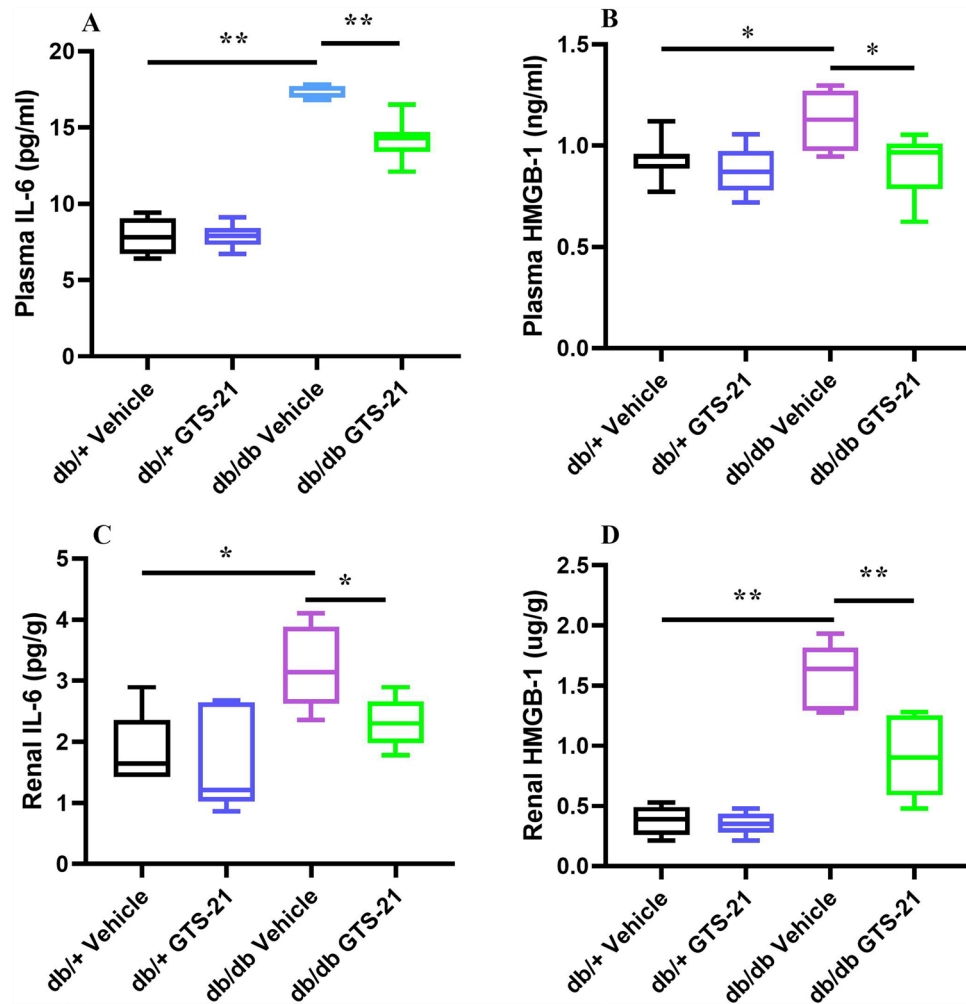 A
**
**
Plasma IL-6 (pg/ml)
20
15
10
5
0
db/+ Vehicle
db/+ GTS-21
db/db Vehicle
db/db GTS-21
B
*
*
Plasma HMGB-1 (ng/ml)
1.5
1.0
0.5
0.0
db/+ Vehicle
db/+ GTS-21
db/db Vehicle
db/db GTS-21
C
*
*
Renal IL-6 (pg/g)
5
4
3
2
1
0
db/+ Vehicle
db/+ GTS-21
db/db Vehicle
db/db GTS-21
D
**
**
Renal HMGB-1 (ug/g)
2.5
2.0
1.5
1.0
0.5
0.0
db/+ Vehicle
db/+ GTS-21
db/db Vehicle
db/db GTS-21